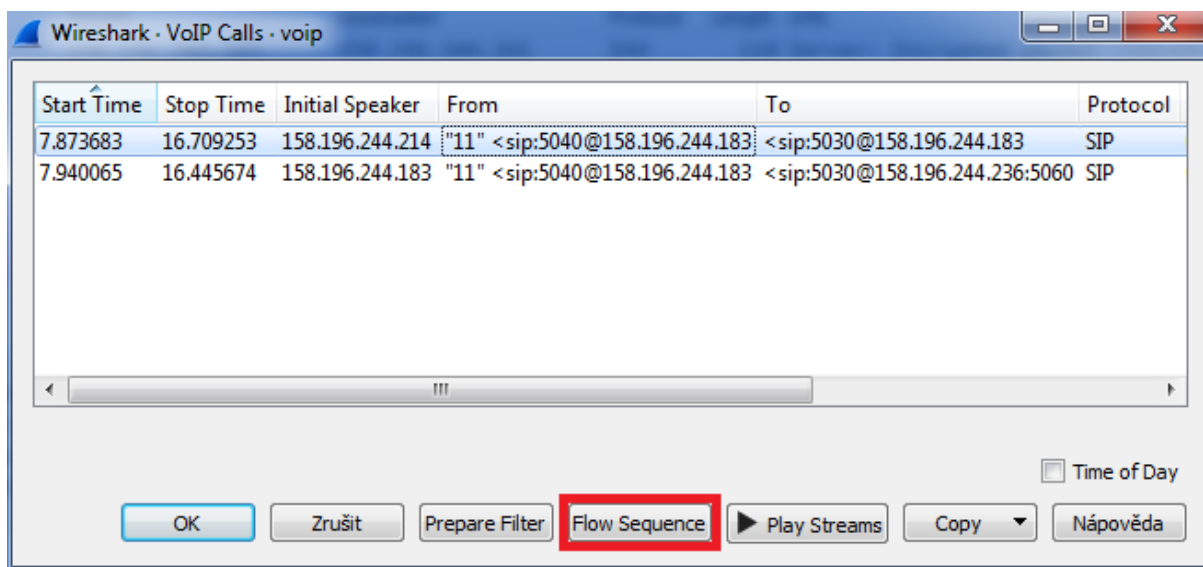 Wireshark · VoIP Calls · voip
Start Time Stop Time Initial Speaker From To Protocol
7.873683 16.709253 158.196.244.214 "11" <sip:5040@158.196.244.183 <sip:5030@158.196.244.183 SIP
7.940065 16.445674 158.196.244.183 "11" <sip:5040@158.196.244.183 <sip:5030@158.196.244.236:5060 SIP
Time of Day
OK Zrušit Prepare Filter Flow Sequence Play Streams Copy Nápověda